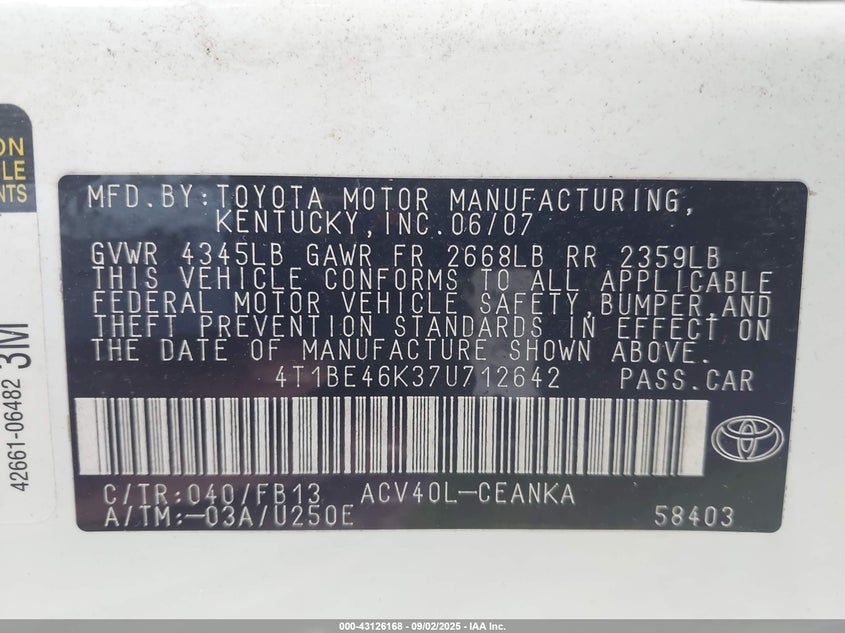 ON
LE
NTS
42661-06482 3M
MFD.BY:TOYOTA MOTOR MANUFACTURING,
KENTUCKY,INC.06/07
GVWR 4345LB GAWR FR 2668LB RR 2359LB
THIS VEHICLE CONFORMS TO ALL APPLICABLE
FEDERAL MOTOR VEHICLE SAFETY,BUMPER,AND
THEFT PREVENTION STANDARDS IN EFFECT ON
THE DATE OF MANUFACTURE SHOWN ABOVE.
4T1BE46K37U712642 PASS.CAR
C/TR:040/FB13 ACV40L-CEANKA
A/TM:-03A/U250E 58403
000-43126168 - 09/02/2025 - IAA Inc.